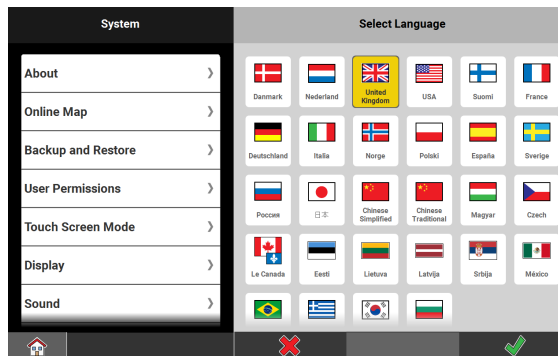 System
Select Language
About
Online Map
Backup and Restore
User Permissions
Touch Screen Mode
Display
Sound
Danmark
Nederland
United
Kingdom
USA
Suomi
France
Deutschland
Italia
Norge
Polski
España
Sverige
Россия
日本
Chinese
Simplified
Chinese
Traditional
Magyar
Czech
Le Canada
Eesti
Lietuva
Latvija
Srbija
México